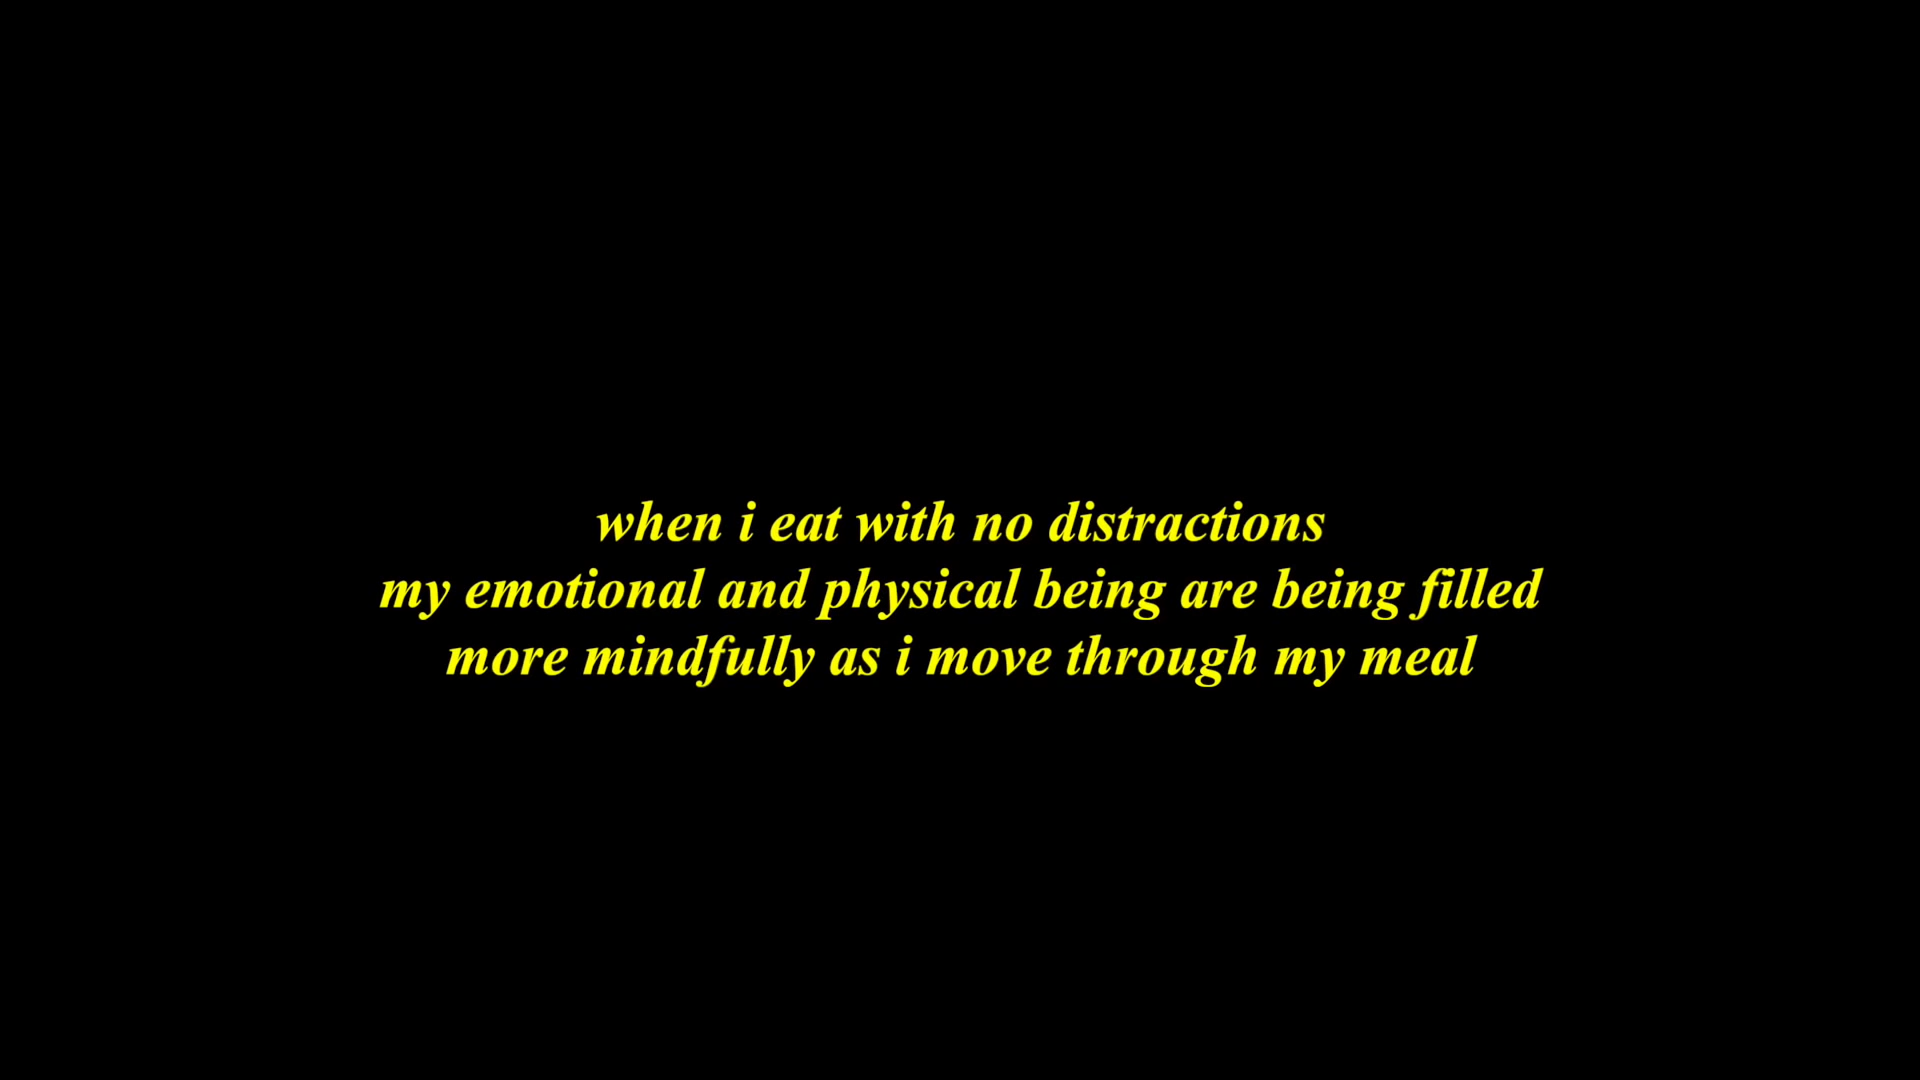 when i eat with no distractions
my emotional and physical being are being filled
more mindfully as i move through my meal